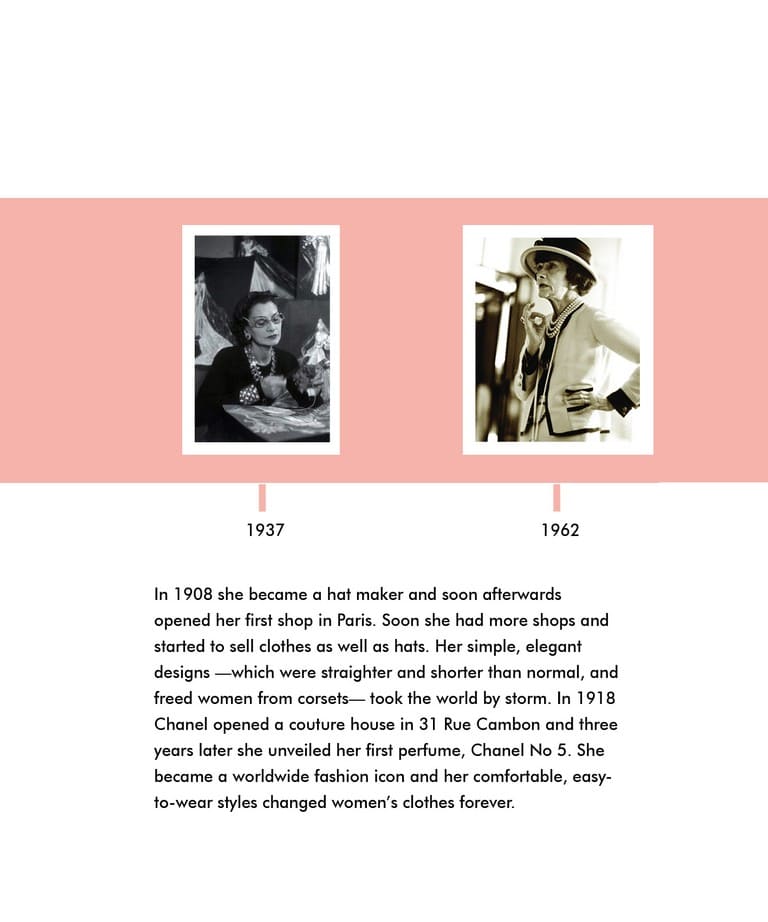 1937
1962
In 1908 she became a hat maker and soon afterwards
opened her first shop in Paris. Soon she had more shops and
started to sell clothes as well as hats. Her simple, elegant
designs —which were straighter and shorter than normal, and
freed women from corsets— took the world by storm. In 1918
Chanel opened a couture house in 31 Rue Cambon and three
years later she unveiled her first perfume, Chanel No 5. She
became a worldwide fashion icon and her comfortable, easy-
to-wear styles changed women’s clothes forever.